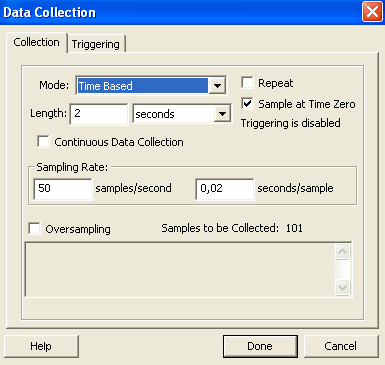 Data Collection
Collection Triggering
Mode: Time Based Repeat
Length: 2 seconds Sample at Time Zero
Triggering is disabled
Continuous Data Collection
Sampling Rate:
50 samples/second 0,02 seconds/sample
Oversampling Samples to be Collected: 101
Help Done Cancel